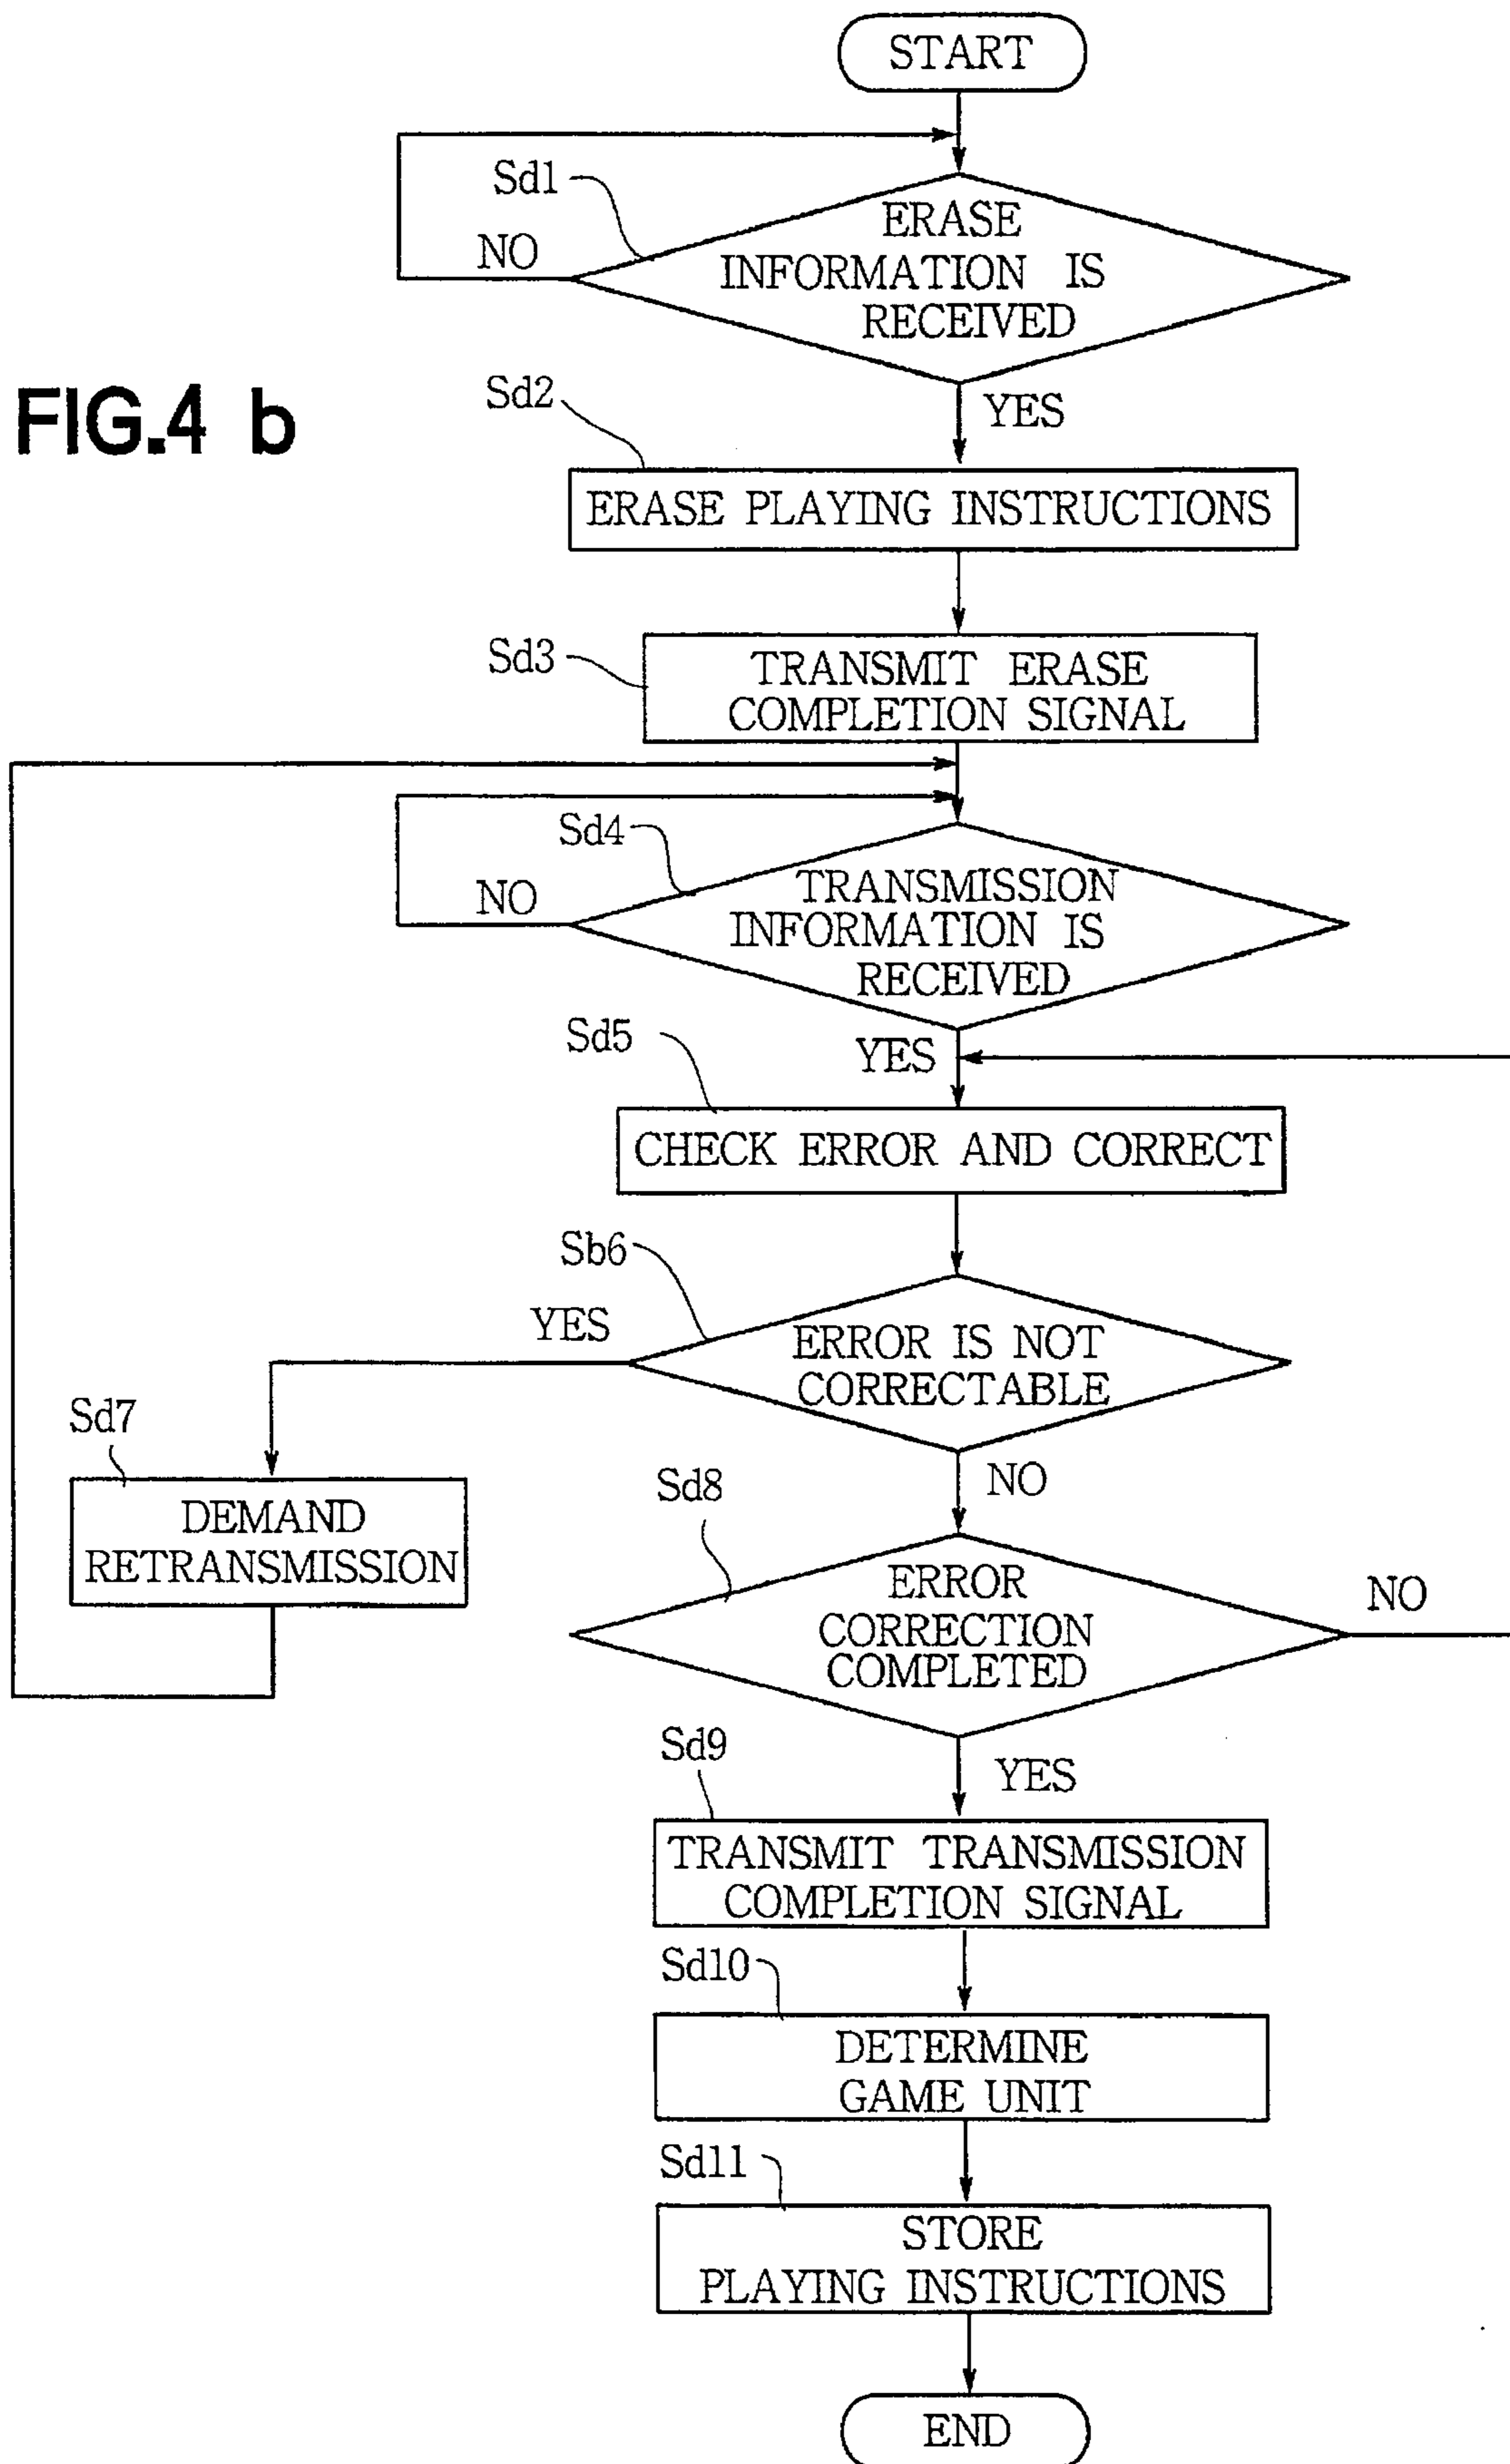 START
Sd1
NO
ERASE
INFORMATION IS
RECEIVED
FIG.4 b
Sd2
YES
ERASE PLAYING INSTRUCTIONS
Sd3
TRANSMIT ERASE
COMPLETION SIGNAL
Sd4
NO
TRANSMISSION
INFORMATION IS
RECEIVED
Sd5
YES
CHECK ERROR AND CORRECT
Sb6
YES
ERROR IS NOT
CORRECTABLE
Sd7
NO
DEMAND
RETRANSMISSION
Sd8
ERROR
CORRECTION
COMPLETED
NO
Sd9
YES
TRANSMIT TRANSMISSION
COMPLETION SIGNAL
Sd10
DETERMINE
GAME UNIT
Sd11
STORE
PLAYING INSTRUCTIONS
END